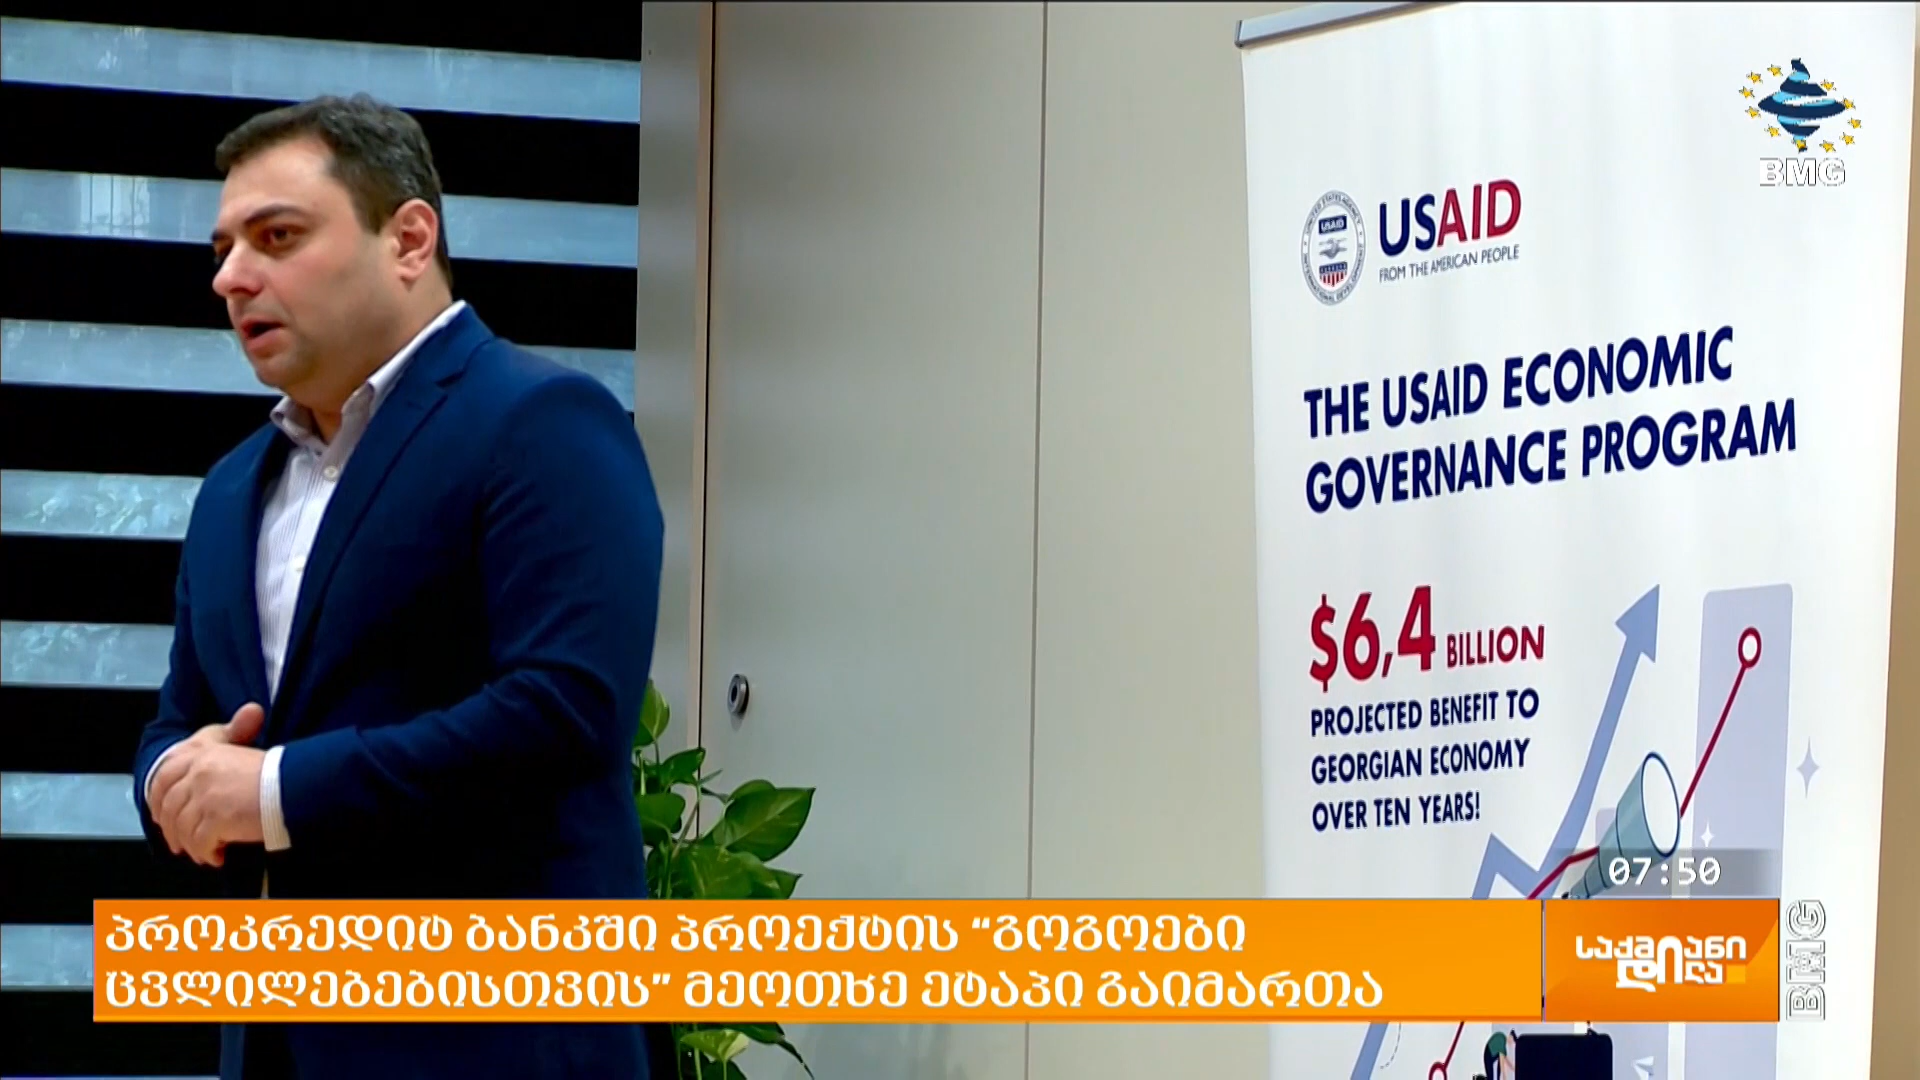 BMG
USAID
FROM THE AMERICAN PEOPLE
THE USAID ECONOMIC
GOVERNANCE PROGRAM
$6,4 BILLION
PROJECTED BENEFIT TO
GEORGIAN ECONOMY
OVER TEN YEARS!
07:50
პროკრედიტ ბანკში პროექტის “გოგოები
ცვლილებებისთვის” მეოთხე ეტაპი გაიმართა
საქმიანი
დილა
BMG